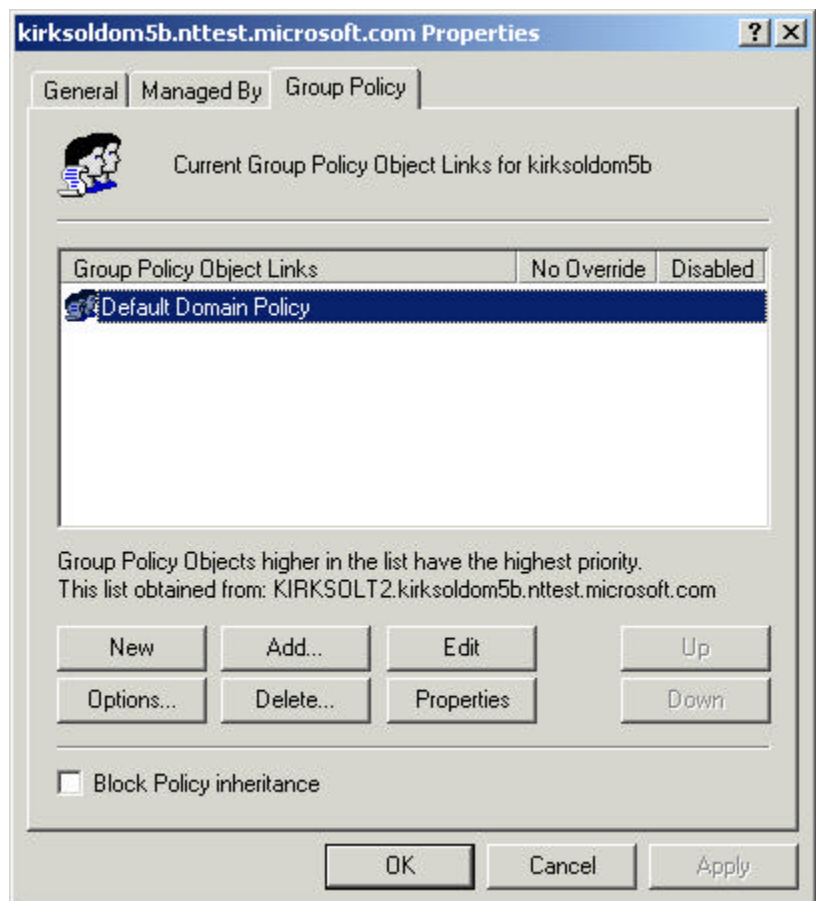 kirksoldom5b.nttest.microsoft.com Properties
General Managed By Group Policy
Current Group Policy Object Links for kirksoldom5b
Group Policy Object Links No Override Disabled
Default Domain Policy
Group Policy Objects higher in the list have the highest priority.
This list obtained from: KIRKSOLT2.kirksoldom5b.nttest.microsoft.com
New Add... Edit Up
Options... Delete... Properties Down
Block Policy inheritance
OK Cancel Apply